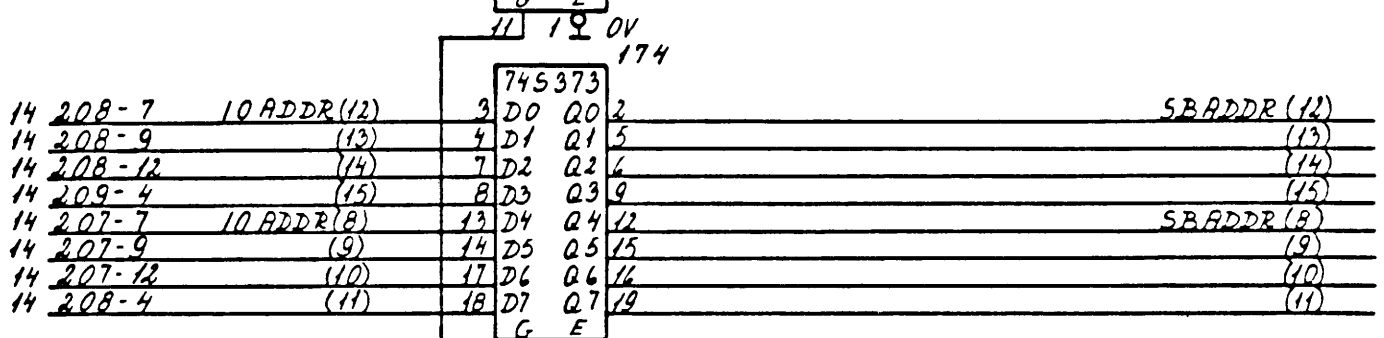 11 1 0V
174
74S373
14 208-7 IOADDR(12) 3 D0 Q0 2 SBADDR(12)
14 208-9 (13) 4 D1 Q1 5 (13)
14 208-12 (14) 7 D2 Q2 6 (14)
14 209-4 (15) 8 D3 Q3 9 (15)
14 207-7 IOADDR(8) 13 D4 Q4 12 SBADDR(8)
14 207-9 (9) 14 D5 Q5 15 (9)
14 207-12 (10) 17 D6 Q6 16 (10)
14 208-4 (11) 18 D7 Q7 19 (11)
G E